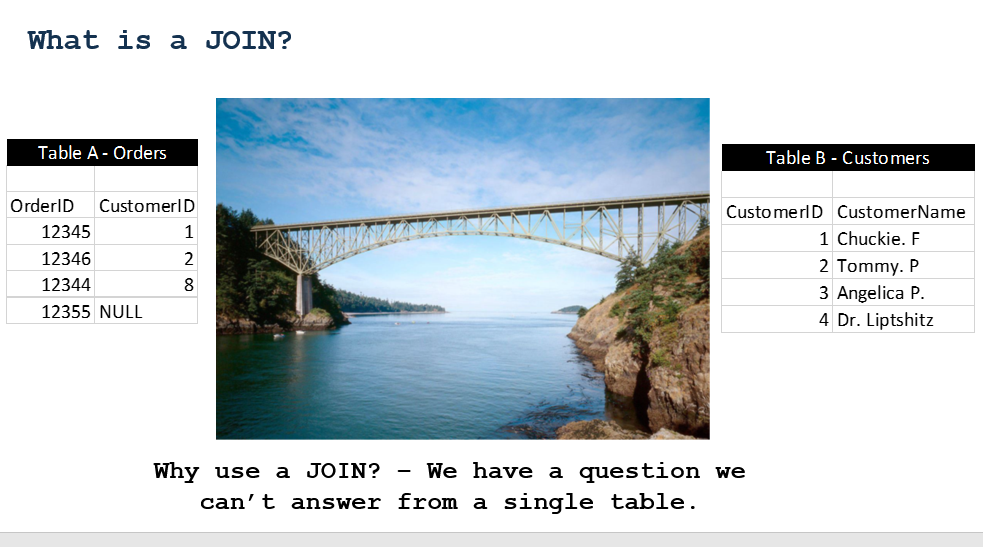 What is a JOIN?
Table A - Orders
OrderID CustomerID
12345 1
12346 2
12344 8
12355 NULL
Table B - Customers
CustomerID CustomerName
1 Chuckie. F
2 Tommy. P
3 Angelica P.
4 Dr. Liptshitz
Why use a JOIN? – We have a question we
can’t answer from a single table.